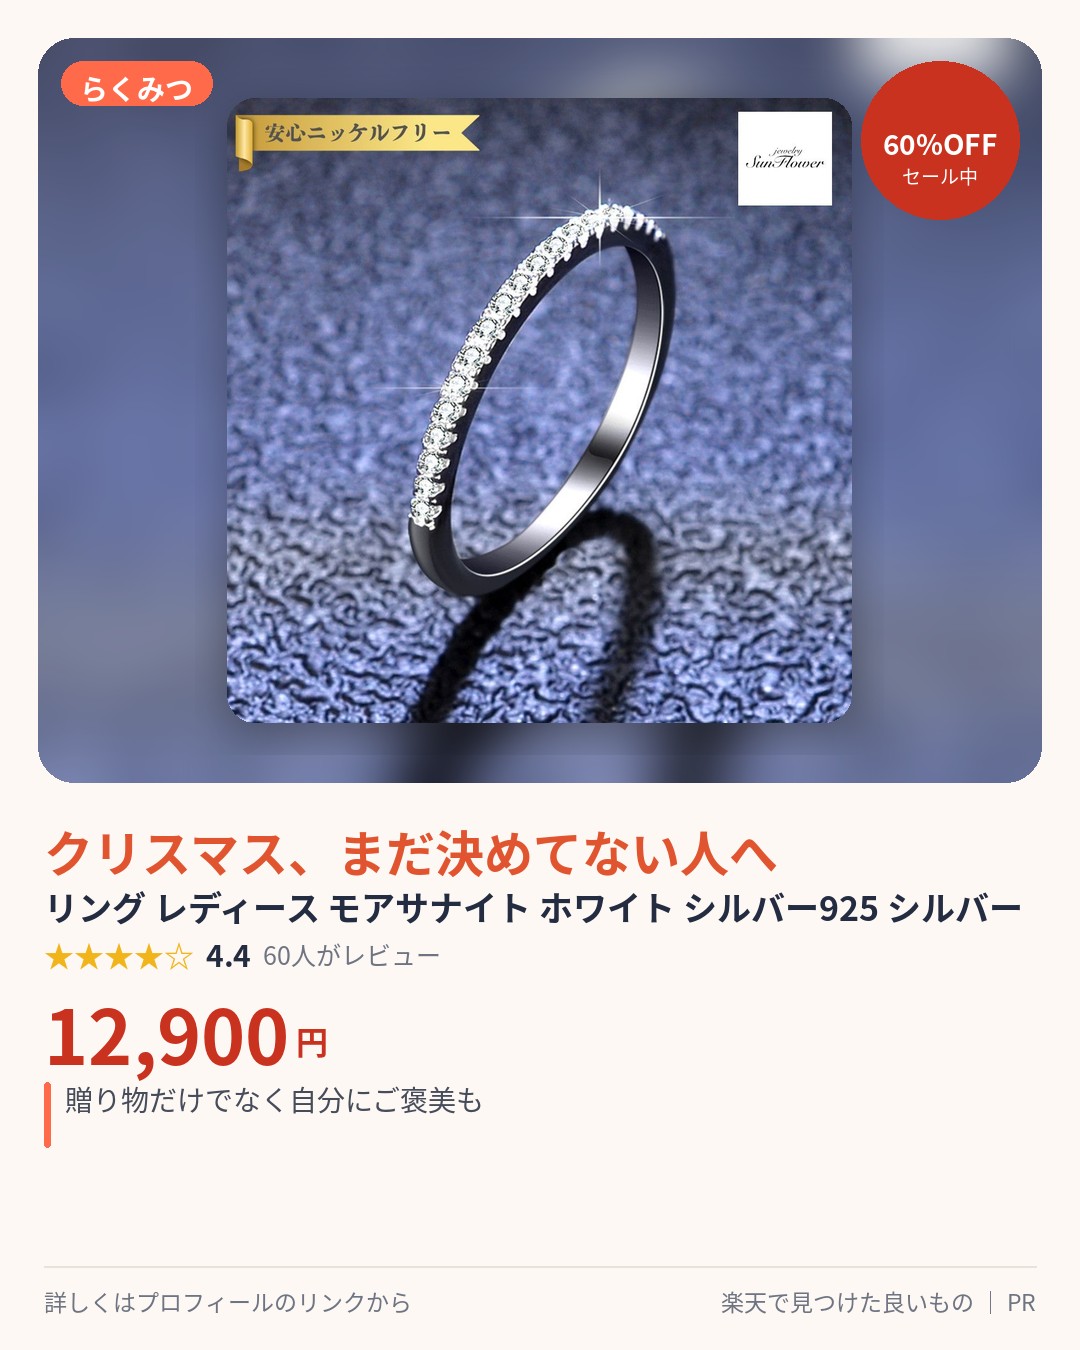 らくみつ
安心ニッケルフリー
jewelry
SunFlower
60%OFF
セール中
クリスマス、まだ決めてない人へ
リング レディース モアサナイト ホワイト シルバー925 シルバー
★★★★☆ 4.4 60人がレビュー
12,900円
贈り物だけでなく自分にご褒美も
詳しくはプロフィールのリンクから
楽天で見つけた良いもの｜PR